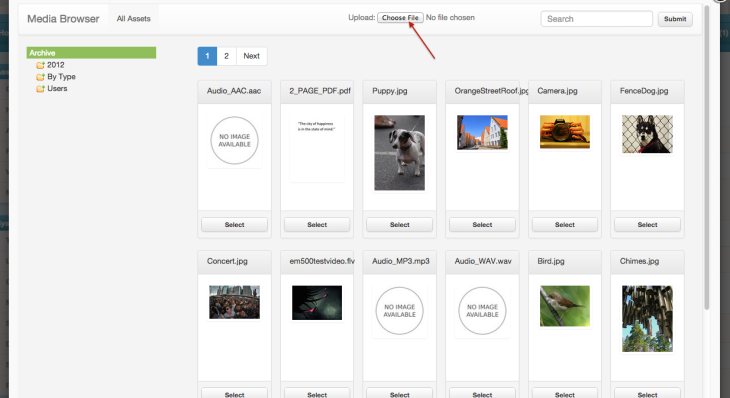 Media Browser All Assets Upload: Choose File No file chosen Search Submit
Archive
2012
By Type
Users
1 2 Next
Audio_AAC.aac 2_PAGE_PDF.pdf Puppy.jpg OrangeStreetRoof.jpg Camera.jpg FenceDog.jpg
NO IMAGE
AVAILABLE
"The city of happiness
is in the state of mind."
Select Select Select Select Select Select
Concert.jpg em500testvideo.flv Audio_MP3.mp3 Audio_WAV.wav Bird.jpg Chimes.jpg
NO IMAGE
AVAILABLE
NO IMAGE
AVAILABLE
Select Select Select Select Select Select